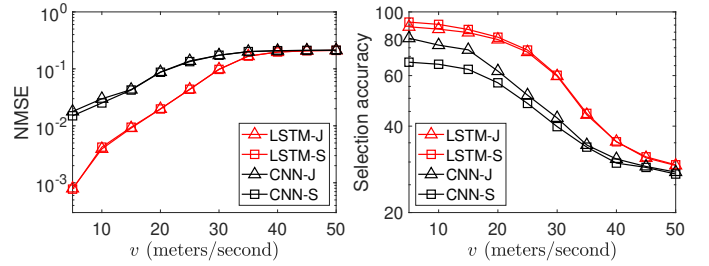 NMSE
10^0
10^-1
10^-2
10^-3
10 20 30 40 50
v (meters/second)
LSTM-J
LSTM-S
CNN-J
CNN-S
Selection accuracy
100
80
60
40
20
10 20 30 40 50
v (meters/second)
LSTM-J
LSTM-S
CNN-J
CNN-S